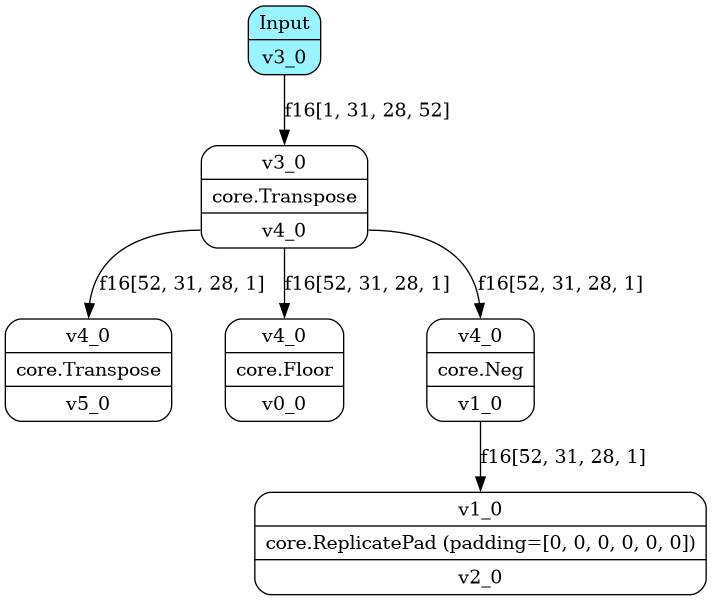 Input
v3_0
f16[1, 31, 28, 52]
v3_0
core.Transpose
v4_0
f16[52, 31, 28, 1]
f16[52, 31, 28, 1]
f16[52, 31, 28, 1]
v4_0
core.Transpose
v5_0
v4_0
core.Floor
v0_0
v4_0
core.Neg
v1_0
f16[52, 31, 28, 1]
v1_0
core.ReplicatePad (padding=[0, 0, 0, 0, 0, 0])
v2_0